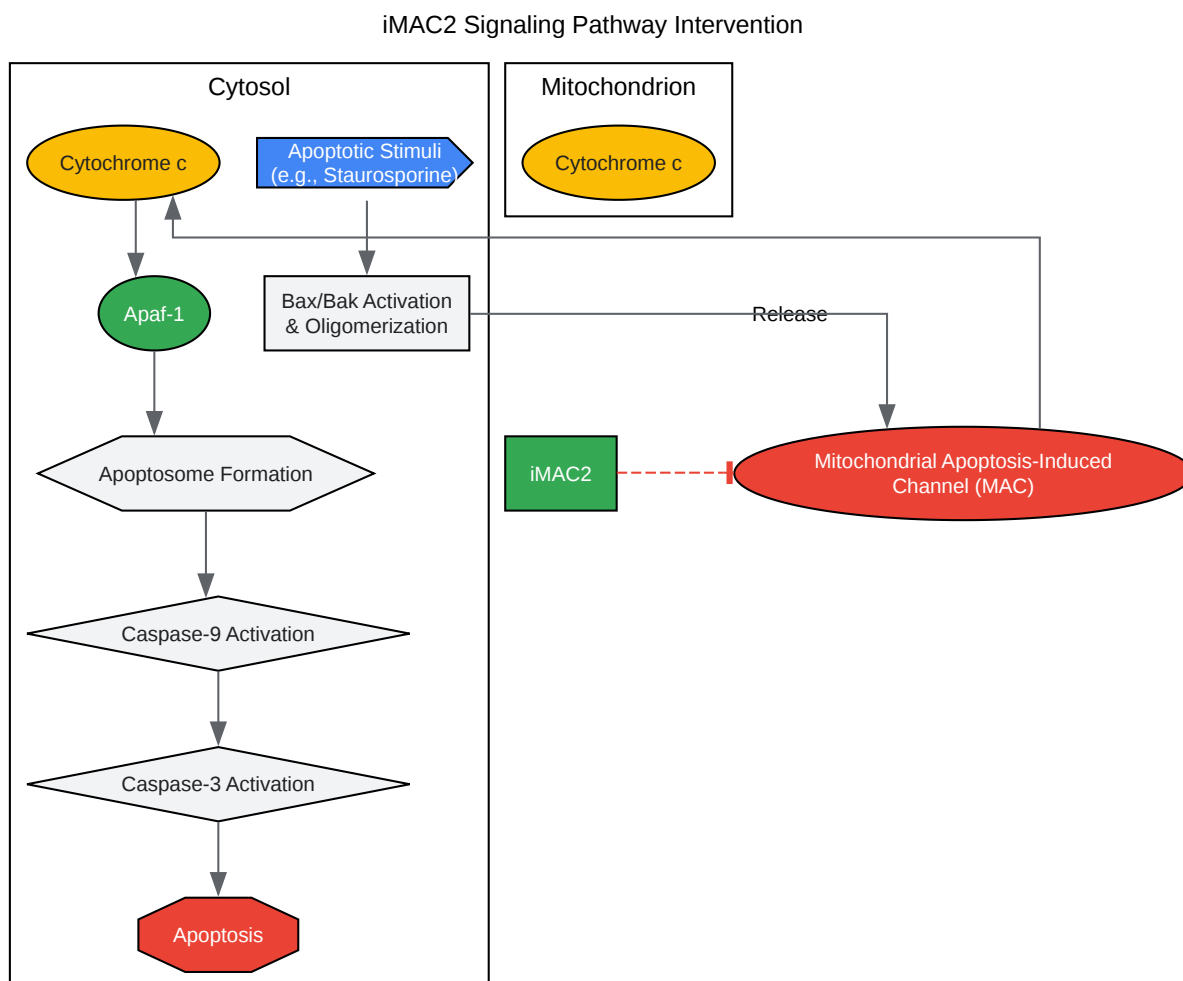 iMAC2 Signaling Pathway Intervention
Cytosol
Mitochondrion
Cytochrome c
Apoptotic Stimuli
(e.g., Staurosporine)
Cytochrome c
Apaf-1
Bax/Bak Activation
& Oligomerization
Release
Apoptosome Formation
iMAC2
Mitochondrial Apoptosis-Induced
Channel (MAC)
Caspase-9 Activation
Caspase-3 Activation
Apoptosis